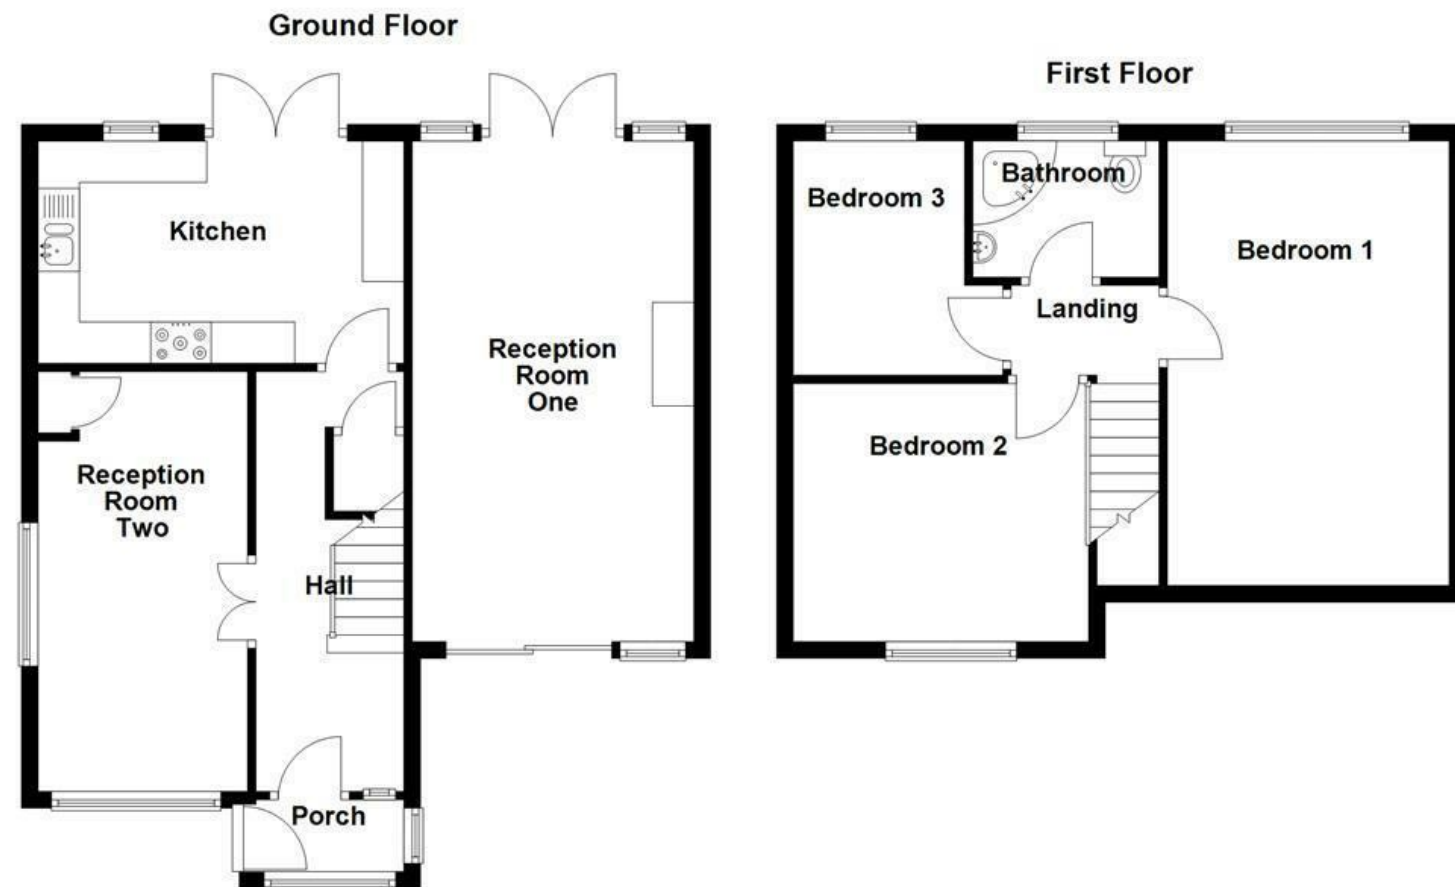 Ground Floor
Kitchen
Reception
Room
One
Reception
Room
Two
Hall
Porch
First Floor
Bedroom 3
Bathroom
Bedroom 1
Landing
Bedroom 2